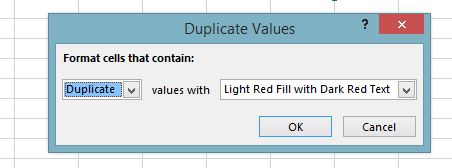 Duplicate Values
?
Format cells that contain:
Duplicate values with Light Red Fill with Dark Red Text
OK Cancel